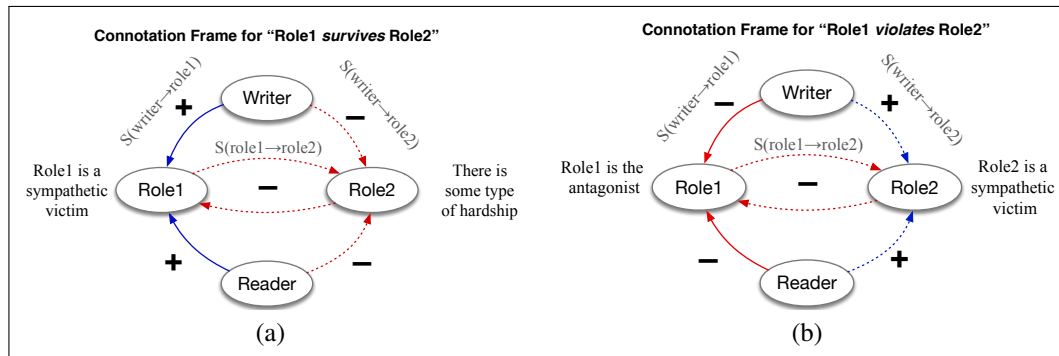 Connotation Frame for “Role1 survives Role2”
S(writer→role1)
+
Writer
_
S(writer→role2)
S(role1→role2)
Role1 is a
sympathetic
victim
Role1
_
Role2
There is
some type
of hardship
+
Reader
_
(a)
Connotation Frame for “Role1 violates Role2”
S(writer→role1)
_
Writer
+
S(writer→role2)
S(role1→role2)
Role1 is the
antagonist
Role1
_
Role2
Role2 is a
sympathetic
victim
_
Reader
+
(b)